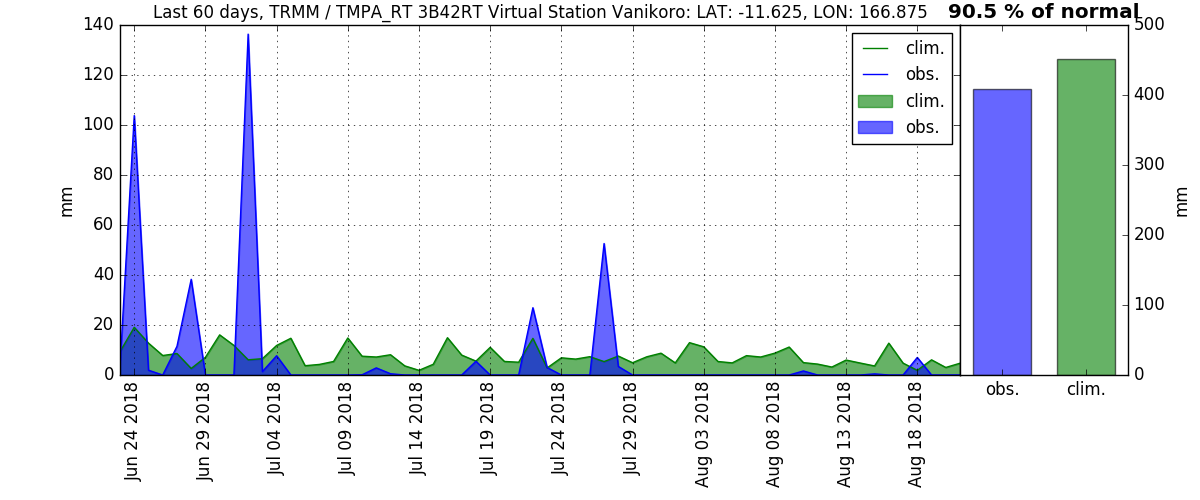 Last 60 days, TRMM / TMPA_RT 3B42RT Virtual Station Vanikoro: LAT: -11.625, LON: 166.875
90.5 % of normal
140
120
100
80
60
40
20
0
mm
clim.
obs.
clim.
obs.
500
400
300
200
100
0
mm
Jun 24 2018
Jun 29 2018
Jul 04 2018
Jul 09 2018
Jul 14 2018
Jul 19 2018
Jul 24 2018
Jul 29 2018
Aug 03 2018
Aug 08 2018
Aug 13 2018
Aug 18 2018
obs.
clim.